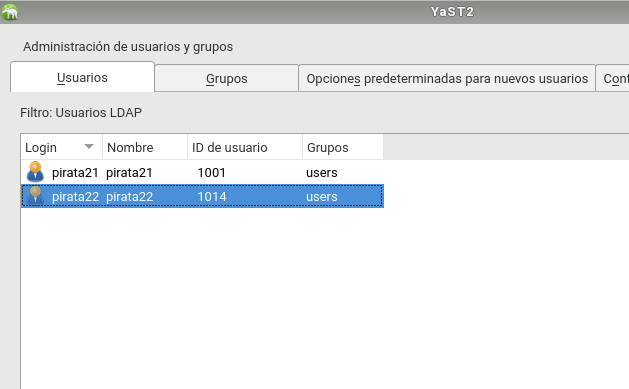 YaST2
Administración de usuarios y grupos
Usuarios Grupos Opciones predeterminadas para nuevos usuarios Conf
Filtro: Usuarios LDAP
Login Nombre ID de usuario Grupos
pirata21 pirata21 1001 users
pirata22 pirata22 1014 users